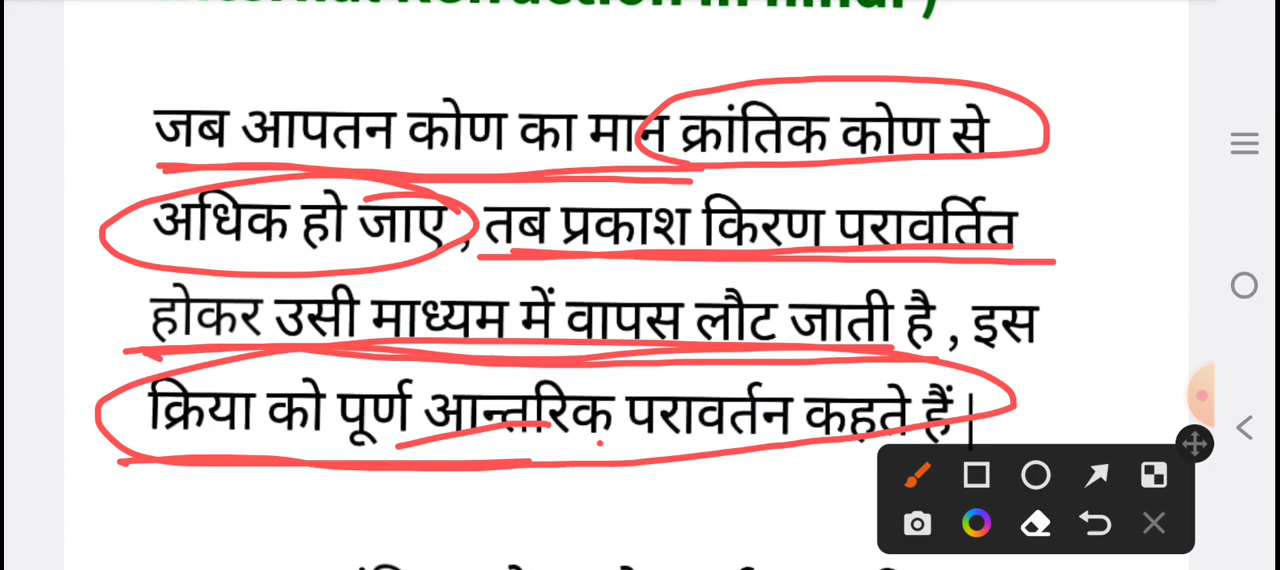 जब आपतन कोण का मान क्रांतिक कोण से
अधिक हो जाए , तब प्रकाश किरण परावर्तित
होकर उसी माध्यम में वापस लौट जाती है , इस
क्रिया को पूर्ण आन्तरिक परावर्तन कहते हैं |